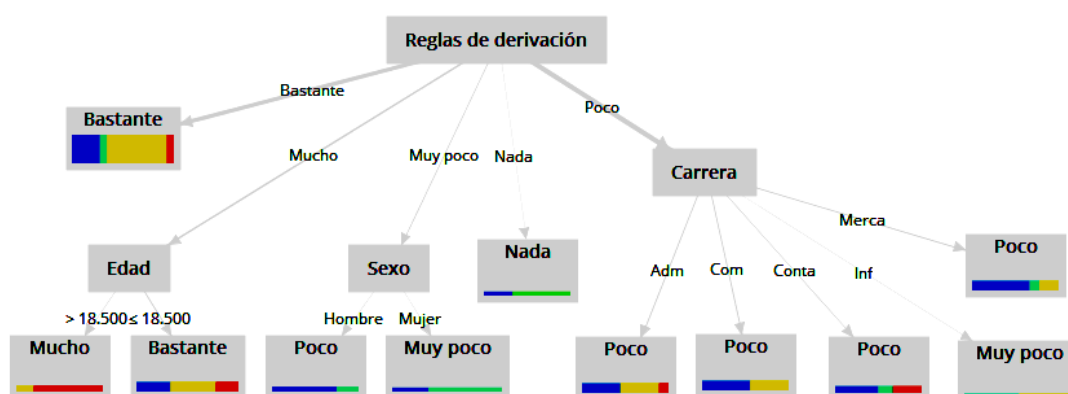 Reglas de derivación
Bastante
Poco
Bastante
Mucho
Muy poco
Nada
Carrera
Merca
Edad
Sexo
Nada
Adm
Com
Conta
Inf
Poco
> 18.500
≤ 18.500
Hombre
Mujer
Mucho
Bastante
Poco
Muy poco
Poco
Poco
Poco
Muy poco